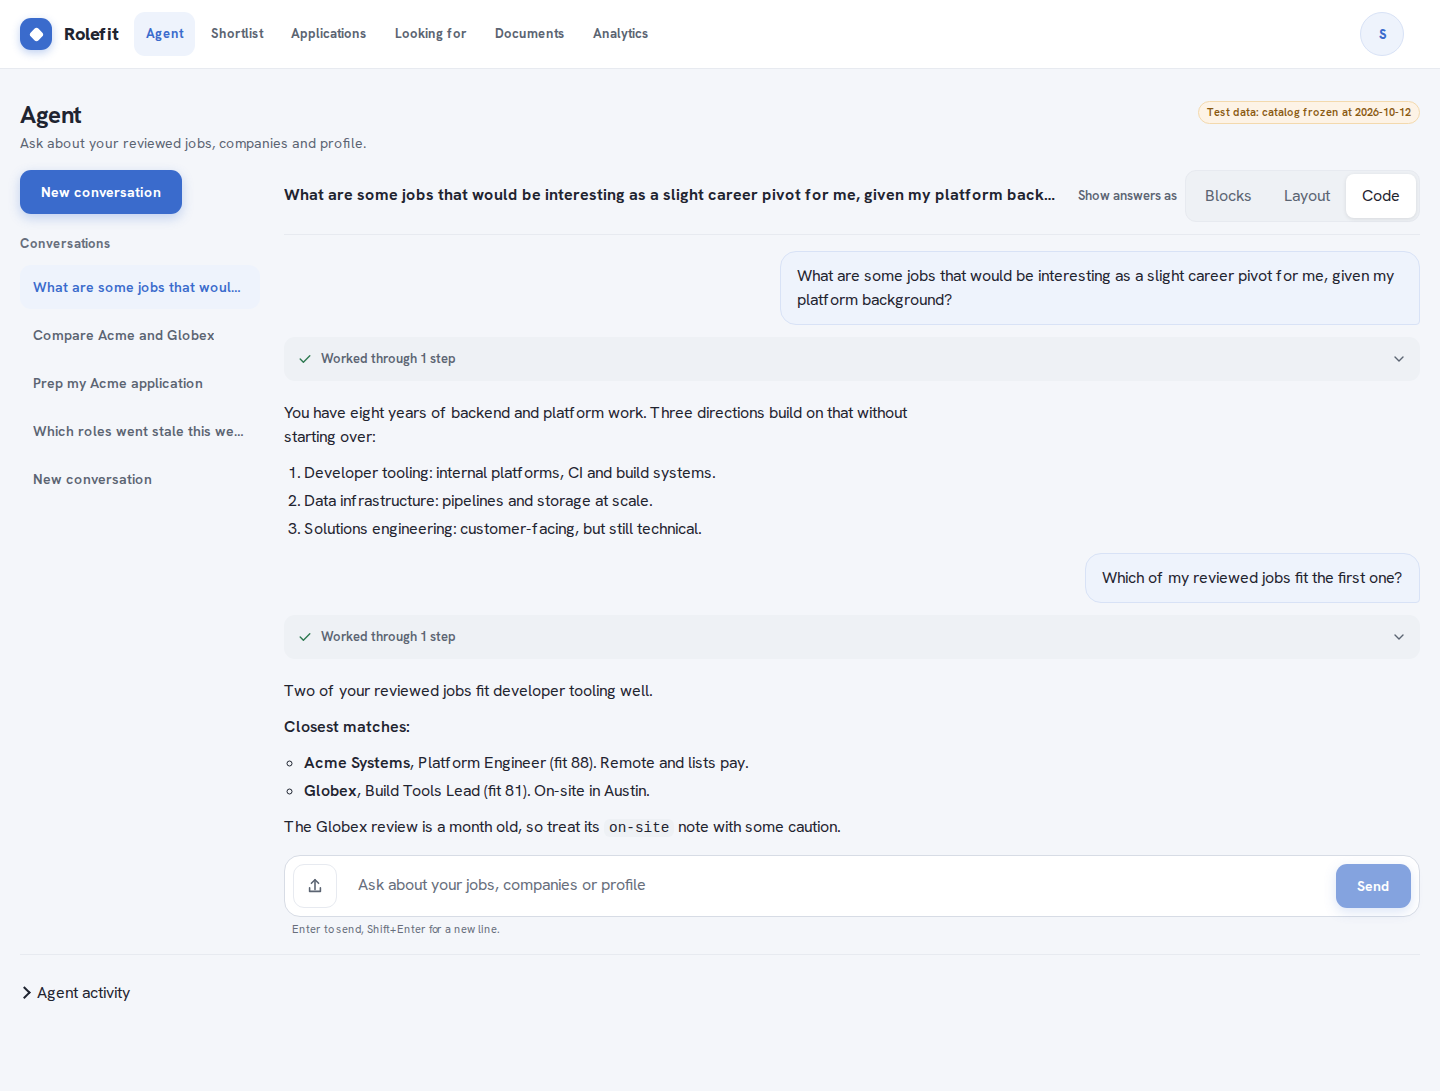 Rolefit
Agent
Shortlist
Applications
Looking for
Documents
Analytics
S
Agent
Test data: catalog frozen at 2026-10-12
Ask about your reviewed jobs, companies and profile.
New conversation
What are some jobs that would be interesting as a slight career pivot for me, given my platform back...
Show answers as
Blocks
Layout
Code
Conversations
What are some jobs that woul...
Compare Acme and Globex
Prep my Acme application
Which roles went stale this we...
New conversation
What are some jobs that would be interesting as a slight career pivot for me, given my
platform background?
Worked through 1 step
You have eight years of backend and platform work. Three directions build on that without
starting over:
1. Developer tooling: internal platforms, CI and build systems.
2. Data infrastructure: pipelines and storage at scale.
3. Solutions engineering: customer-facing, but still technical.
Which of my reviewed jobs fit the first one?
Worked through 1 step
Two of your reviewed jobs fit developer tooling well.
Closest matches:
Acme Systems, Platform Engineer (fit 88). Remote and lists pay.
Globex, Build Tools Lead (fit 81). On-site in Austin.
The Globex review is a month old, so treat its on-site note with some caution.
Ask about your jobs, companies or profile
Send
Enter to send, Shift+Enter for a new line.
Agent activity